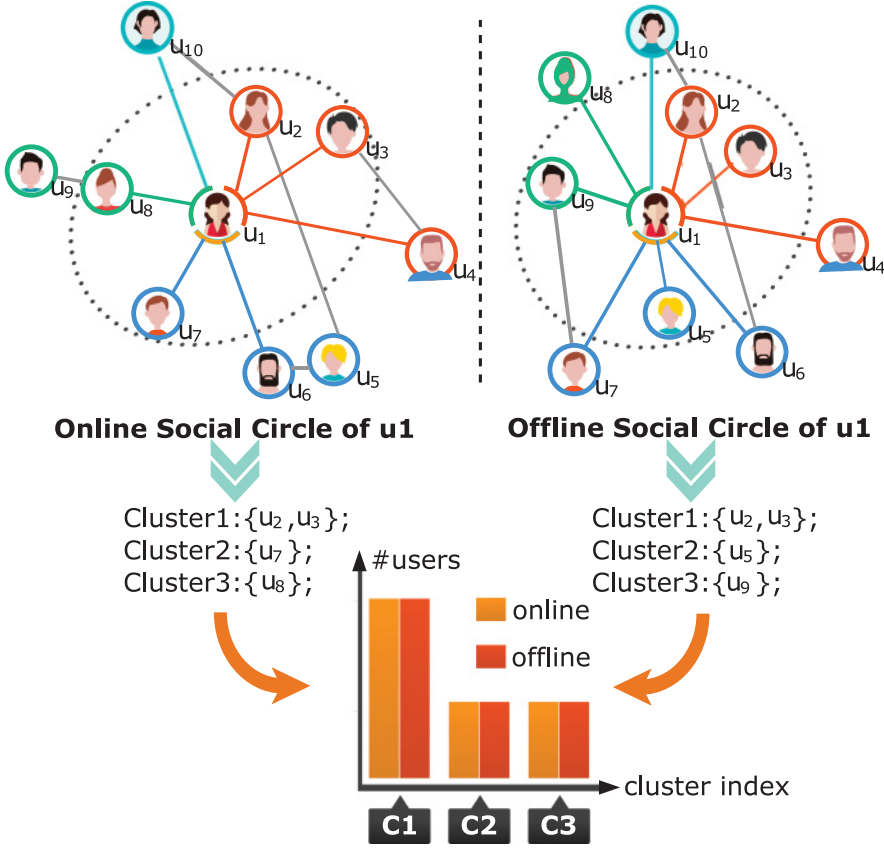 u10
u2
u3
u9
u8
u1
u4
u7
u6
u5
Online Social Circle of u1
u10
u8
u2
u3
u9
u1
u4
u5
u7
u6
Offline Social Circle of u1
Cluster1:{u2,u3};
Cluster2:{u7};
Cluster3:{u8};
Cluster1:{u2,u3};
Cluster2:{u5};
Cluster3:{u9};
#users
online
offline
cluster index
C1
C2
C3